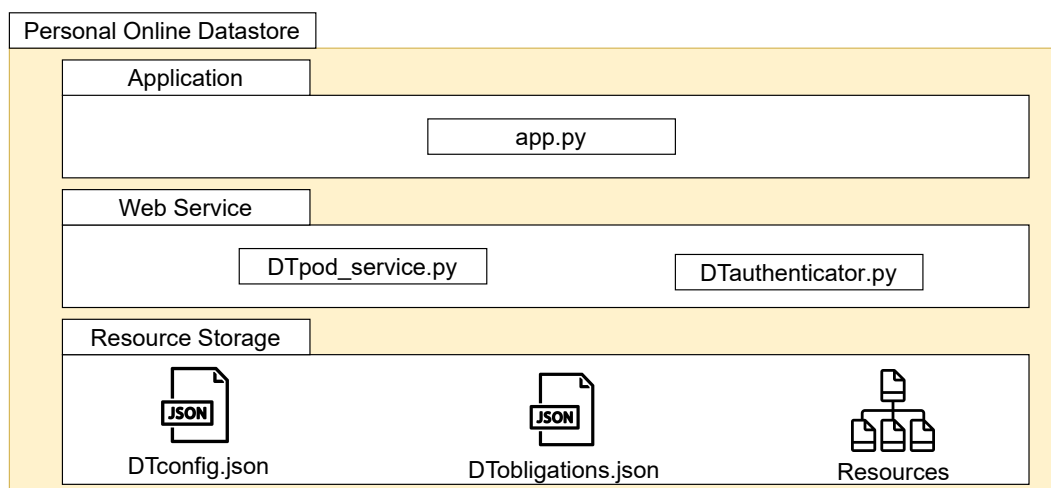 Personal Online Datastore
Application
app.py
Web Service
DTpod_service.py
DTauthenticator.py
Resource Storage
JSON
JSON
DTconfig.json
DTobligations.json
Resources